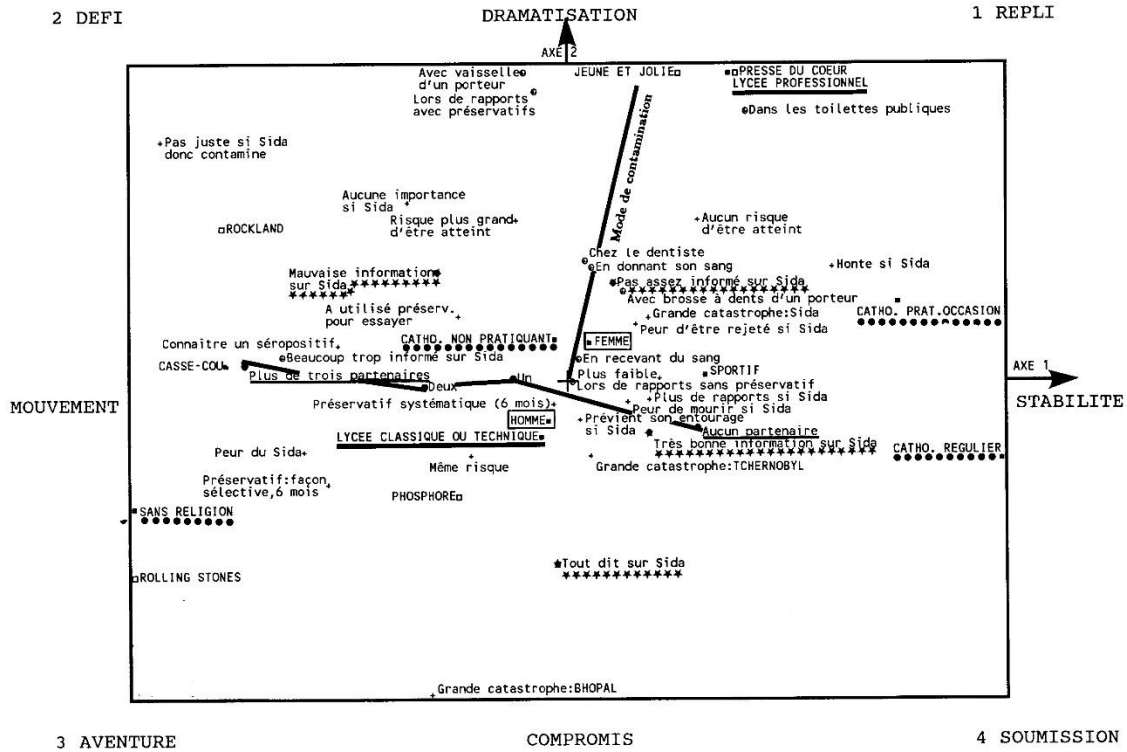 2 DEFI
DRAMATISATION
1 REPLI
AXE 2
Avec vaisselle
d'un porteur
JEUNE ET JOLIE
PRESSE DU COEUR
LYCEE PROFESSIONNEL
Lors de rapports
avec préservatifs
Dans les toilettes publiques
Mode de contamination
Pas juste si Sida
donc contamine
Aucune importance
si Sida
Risque plus grand
d'être atteint
Aucun risque
d'être atteint
ROCKLAND
Chez le dentiste
En donnant son sang
Honte si Sida
Mauvaise information
sur Sida
Pas assez informé sur Sida
Avec brosse à dents d'un porteur
A utilisé préserv.
pour essayer
Grande catastrophe:Sida
Peur d'être rejeté si Sida
CATHO. PRAT.OCCASION
CATHO. NON PRATIQUANT
FEMME
Connaitre un séropositif
Beaucoup trop informé sur Sida
En recevant du sang
CASSE-COU
Plus de trois partenaires
Deux
Un
Plus faible
SPORTIF
AXE 1
Lors de rapports sans préservatif
MOUVEMENT
STABILITE
Préservatif systématique (6 mois)
Plus de rapports si Sida
Peur de mourir si Sida
HOMME
Prévient son entourage
si Sida
Aucun partenaire
LYCEE CLASSIQUE OU TECHNIQUE
Très bonne information sur Sida
CATHO. REGULIER
Peur du Sida
Même risque
Grande catastrophe:TCHERNOBYL
Préservatif:façon
sélective,6 mois
PHOSPHORE
SANS RELIGION
Tout dit sur Sida
ROLLING STONES
Grande catastrophe:BHOPAL
3 AVENTURE
COMPROMIS
4 SOUMISSION